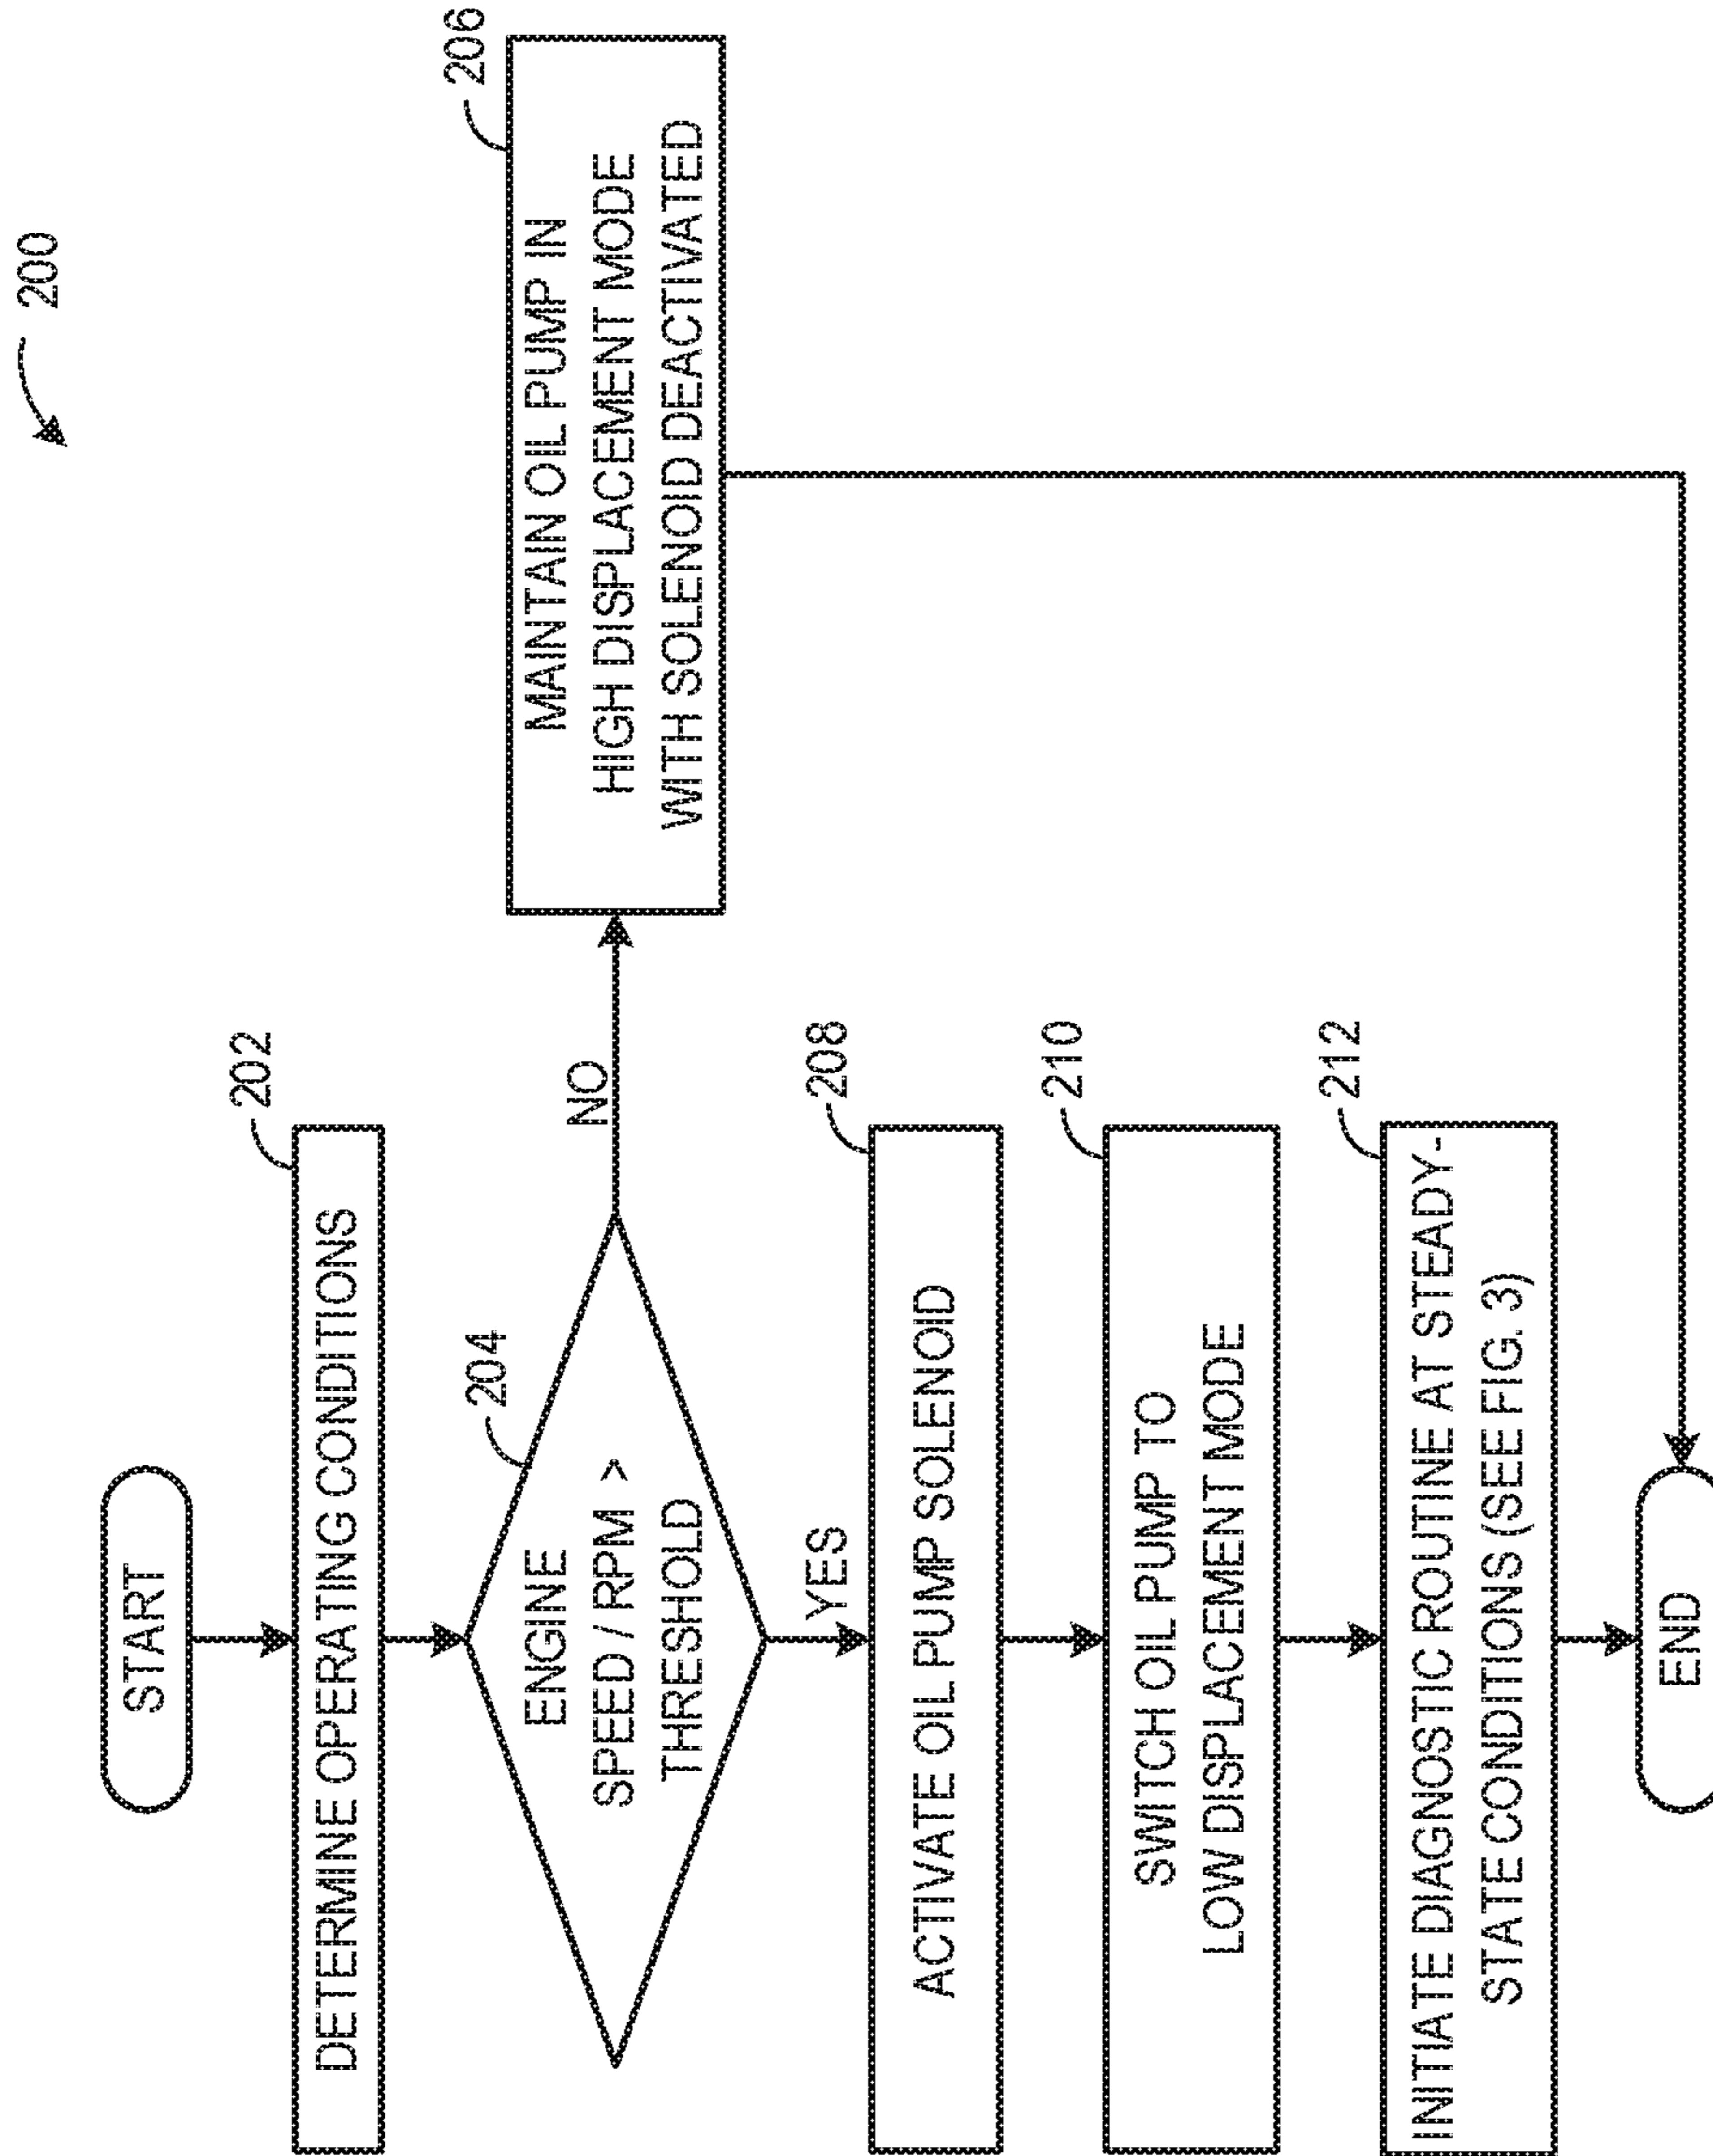 200
START
202
DETERMINE OPERATING CONDITIONS
204
ENGINE
SPEED / RPM >
THRESHOLD
NO
206
MAINTAIN OIL PUMP IN
HIGH DISPLACEMENT MODE
WITH SOLENOID DEACTIVATED
YES
208
ACTIVATE OIL PUMP SOLENOID
210
SWITCH OIL PUMP TO
LOW DISPLACEMENT MODE
212
INITIATE DIAGNOSTIC ROUTINE AT STEADY-
STATE CONDITIONS (SEE FIG. 3)
END